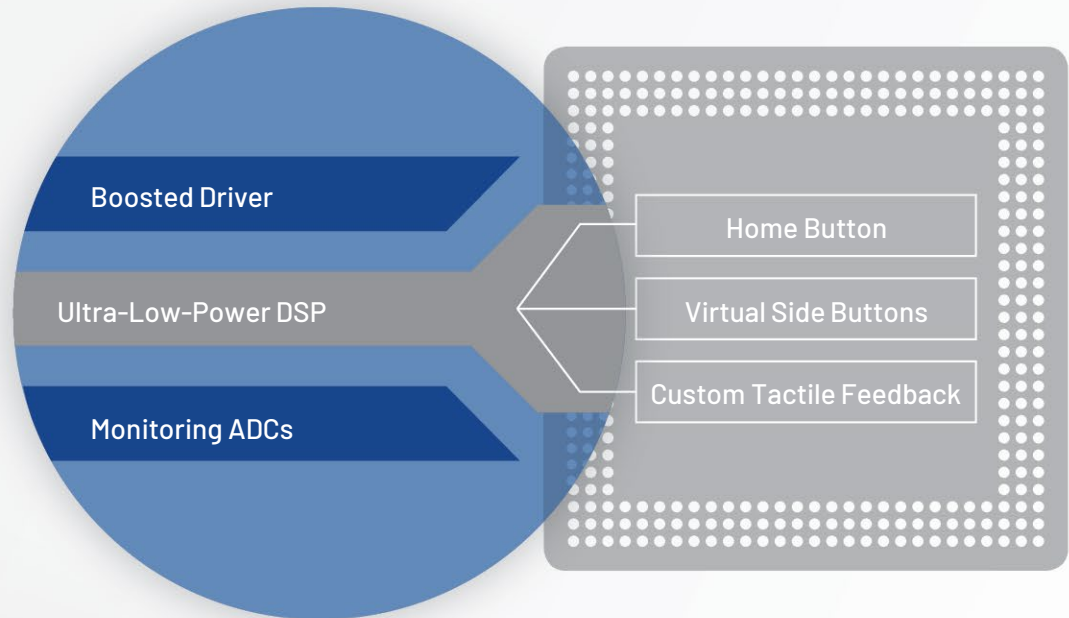 Boosted Driver
Ultra-Low-Power DSP
Monitoring ADCs
Home Button
Virtual Side Buttons
Custom Tactile Feedback